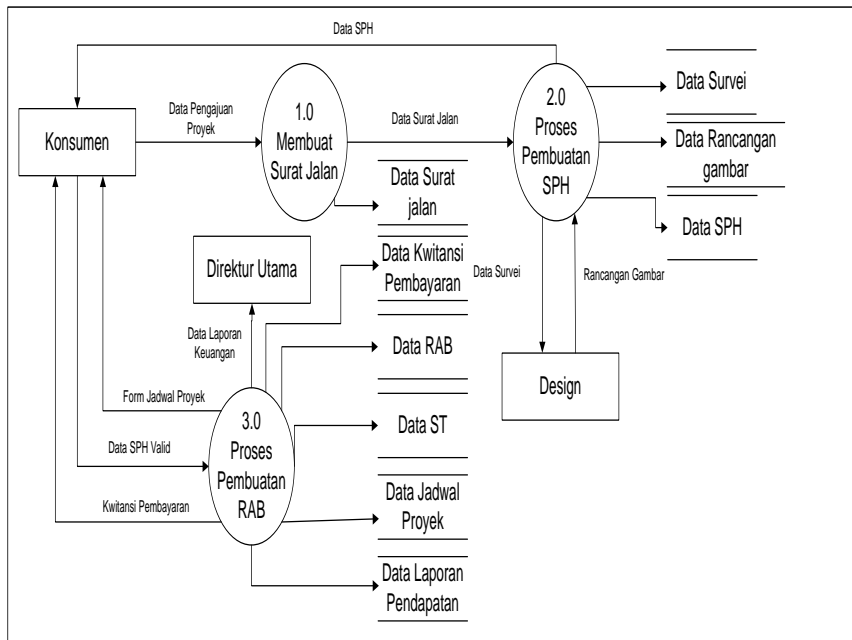 Data SPH
Konsumen
Data Pengajuan
Proyek
1.0
Membuat
Surat Jalan
Data Surat Jalan
2.0
Proses
Pembuatan
SPH
Data Survei
Data Rancangan
gambar
Data SPH
Data Surat
jalan
Direktur Utama
Data Kwitansi
Pembayaran
Data Survei
Rancangan Gambar
Data Laporan
Keuangan
Data RAB
Design
Form Jadwal Proyek
3.0
Proses
Pembuatan
RAB
Data ST
Data SPH Valid
Kwitansi Pembayaran
Data Jadwal
Proyek
Data Laporan
Pendapatan